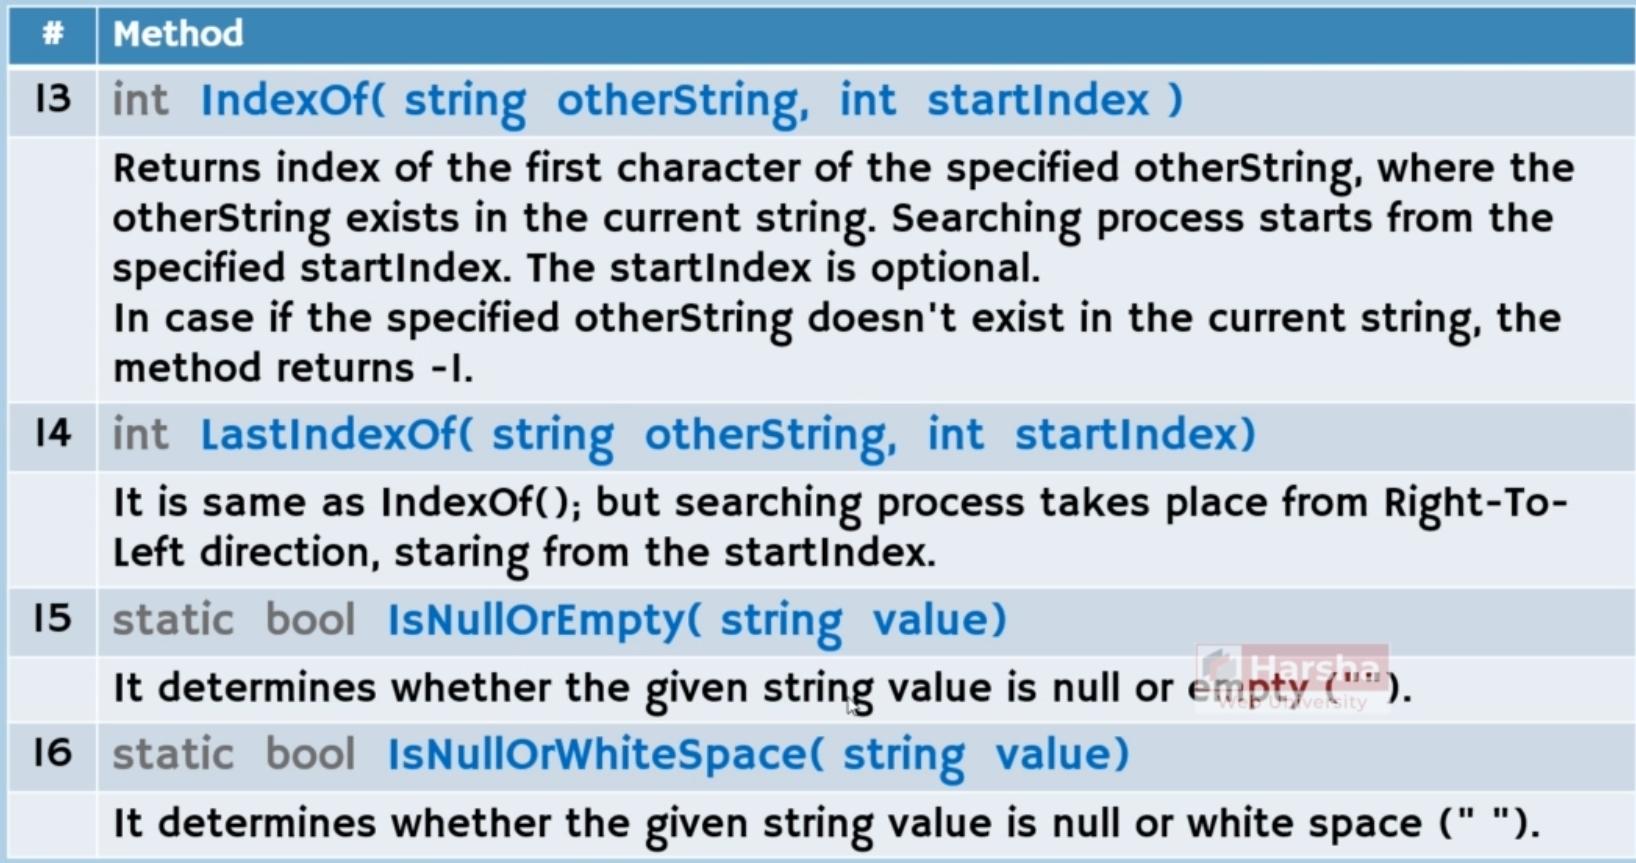 # Method
13 int IndexOf( string otherString, int startIndex )
Returns index of the first character of the specified otherString, where the
otherString exists in the current string. Searching process starts from the
specified startIndex. The startIndex is optional.
In case if the specified otherString doesn't exist in the current string, the
method returns -1.
14 int LastIndexOf( string otherString, int startIndex)
It is same as IndexOf(); but searching process takes place from Right-To-
Left direction, staring from the startIndex.
15 static bool IsNullOrEmpty( string value)
Harsha
It determines whether the given string value is null or empty ("").
Web University
16 static bool IsNullOrWhiteSpace( string value)
It determines whether the given string value is null or white space (" ").